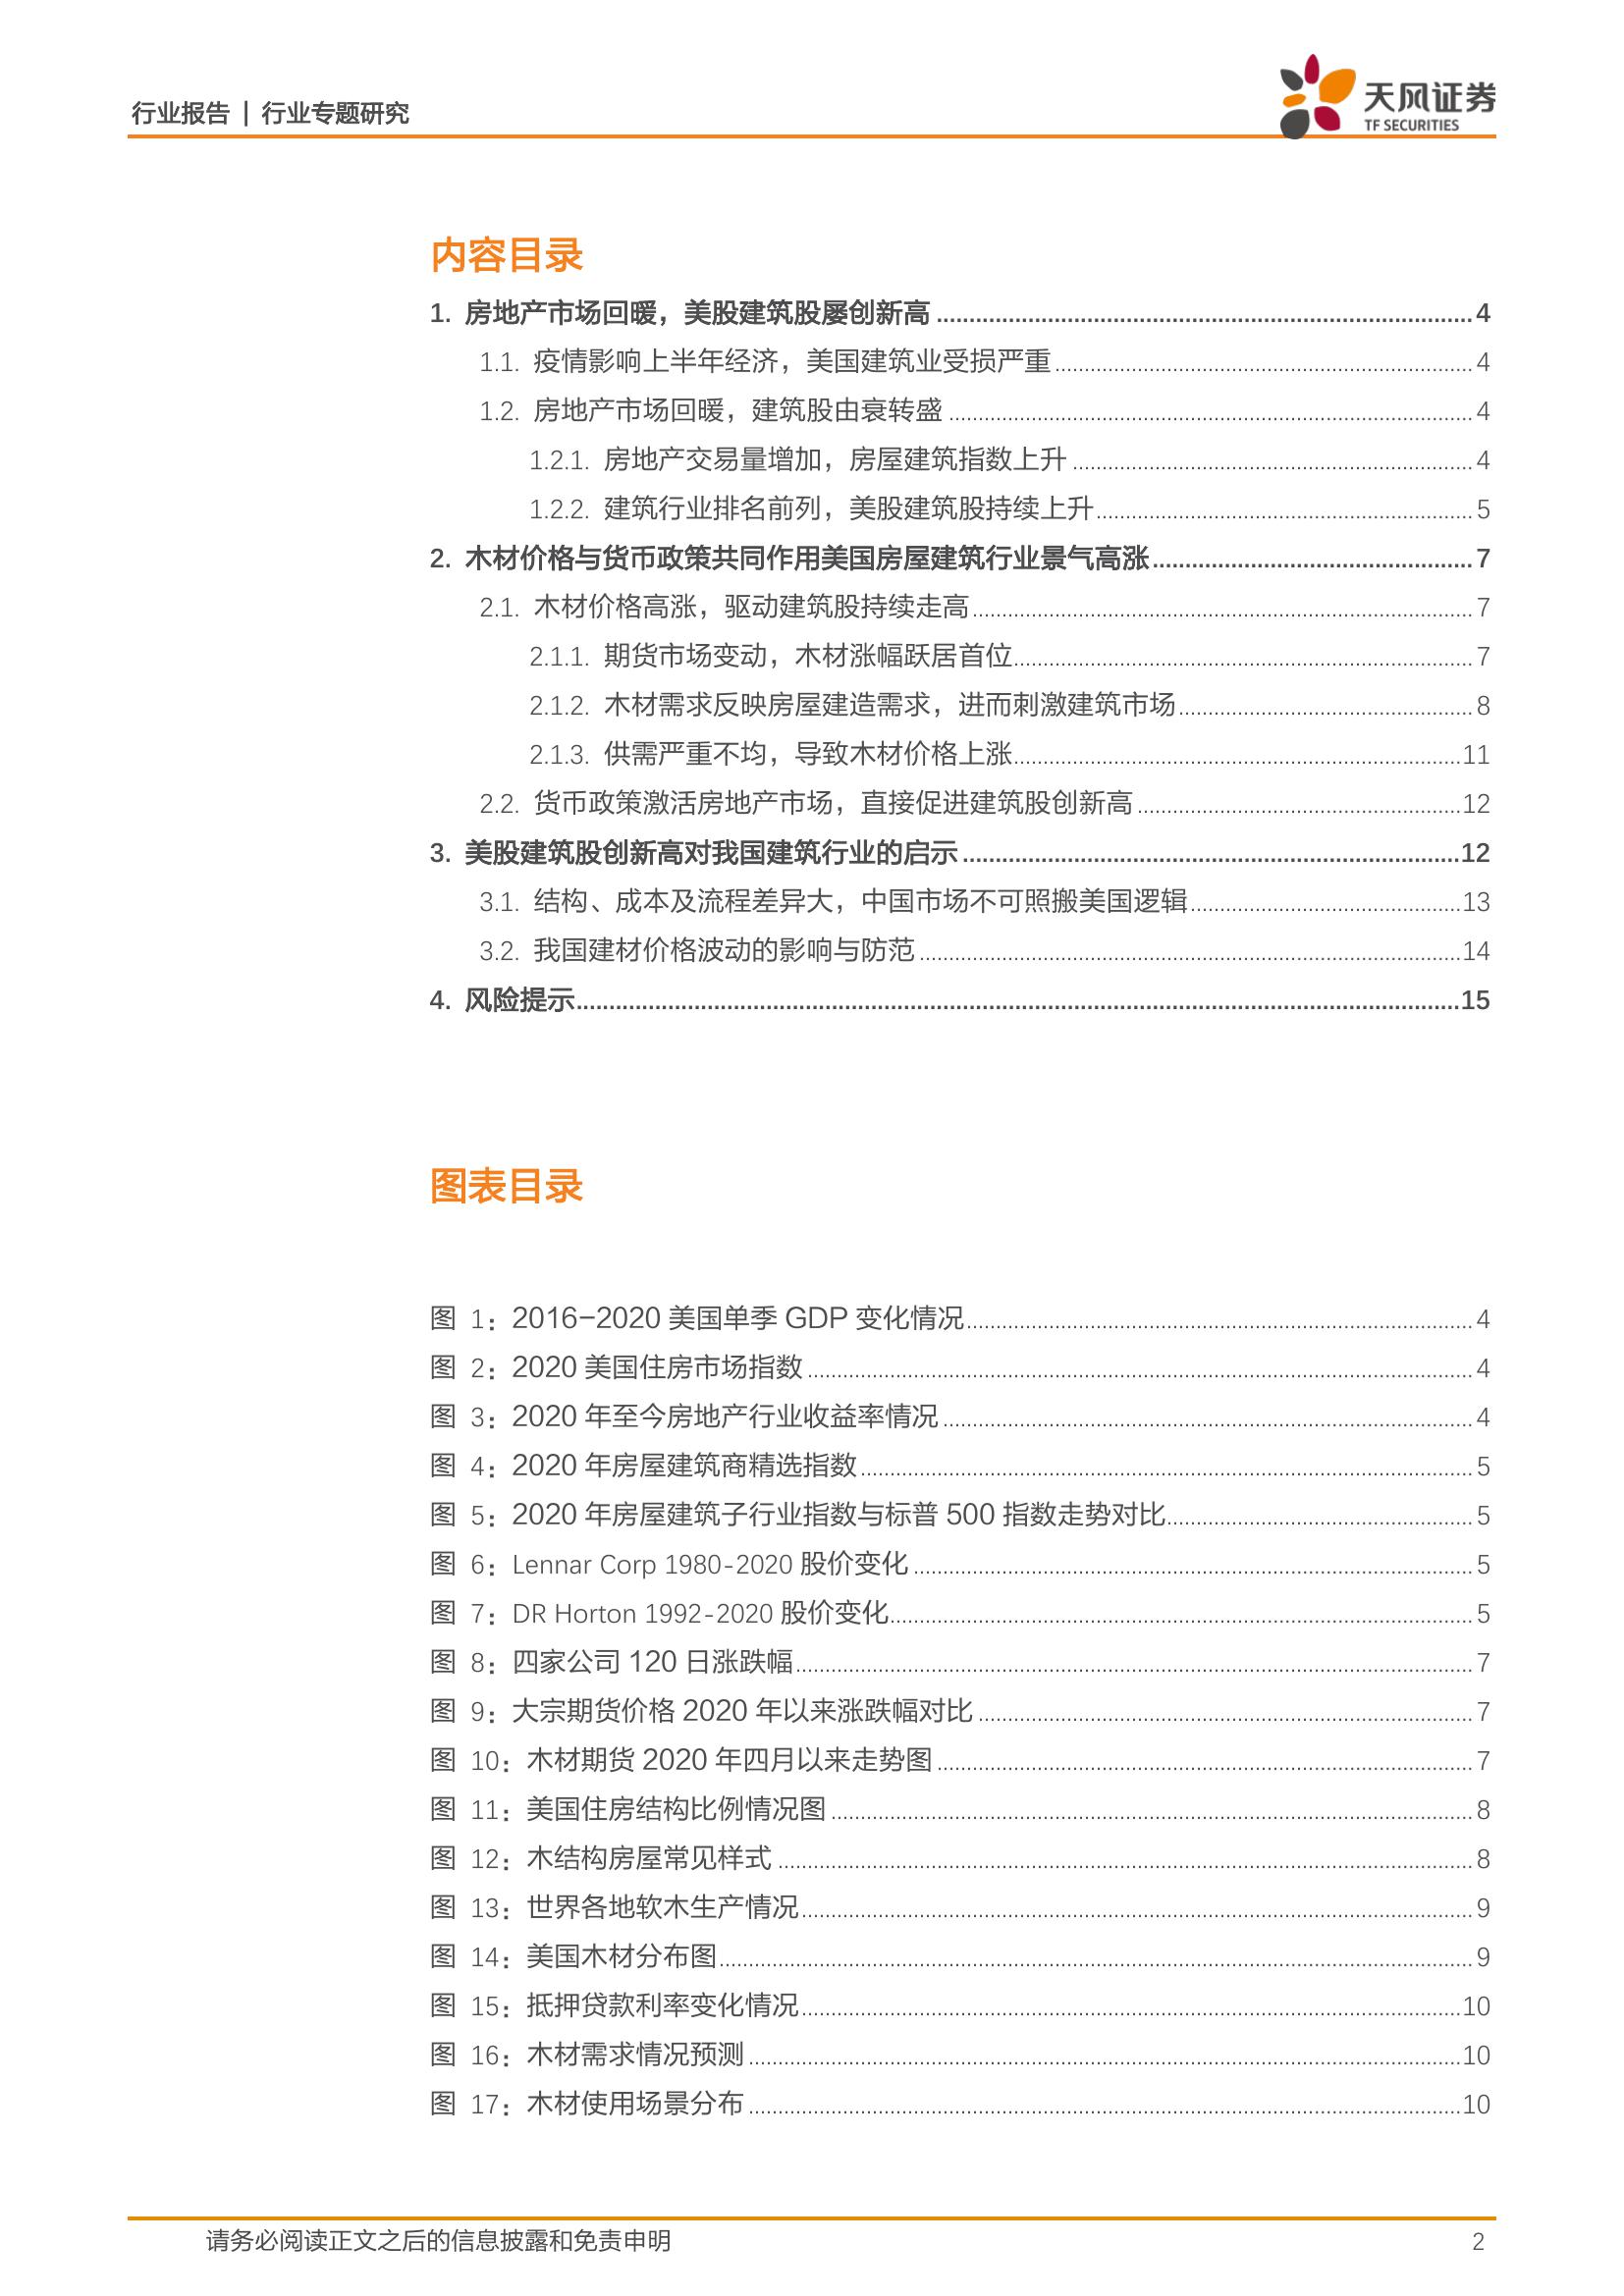 行业报告 | 行业专题研究
天风证券
TF SECURITIES
内容目录
1. 房地产市场回暖，美股建筑股屡创新高 4
1.1. 疫情影响上半年经济，美国建筑业受损严重 4
1.2. 房地产市场回暖，建筑股由衰转盛 4
1.2.1. 房地产交易量增加，房屋建筑指数上升 4
1.2.2. 建筑行业排名前列，美股建筑股持续上升 5
2. 木材价格与货币政策共同作用美国房屋建筑行业景气高涨 7
2.1. 木材价格高涨，驱动建筑股持续走高 7
2.1.1. 期货市场变动，木材涨幅跃居首位 7
2.1.2. 木材需求反映房屋建造需求，进而刺激建筑市场 8
2.1.3. 供需严重不均，导致木材价格上涨 11
2.2. 货币政策激活房地产市场，直接促进建筑股创新高 12
3. 美股建筑股创新高对我国建筑行业的启示 12
3.1. 结构、成本及流程差异大，中国市场不可照搬美国逻辑 13
3.2. 我国建材价格波动的影响与防范 14
4. 风险提示 15
图表目录
图 1：2016-2020 美国单季 GDP 变化情况 4
图 2：2020 美国住房市场指数 4
图 3：2020 年至今房地产行业收益率情况 4
图 4：2020 年房屋建筑商精选指数 5
图 5：2020 年房屋建筑子行业指数与标普 500 指数走势对比 5
图 6：Lennar Corp 1980-2020 股价变化 5
图 7：DR Horton 1992-2020 股价变化 5
图 8：四家公司 120 日涨跌幅 7
图 9：大宗期货价格 2020 年以来涨跌幅对比 7
图 10：木材期货 2020 年四月以来走势图 7
图 11：美国住房结构比例情况图 8
图 12：木结构房屋常见样式 8
图 13：世界各地软木生产情况 9
图 14：美国木材分布图 9
图 15：抵押贷款利率变化情况 10
图 16：木材需求情况预测 10
图 17：木材使用场景分布 10
请务必阅读正文之后的信息披露和免责申明 2